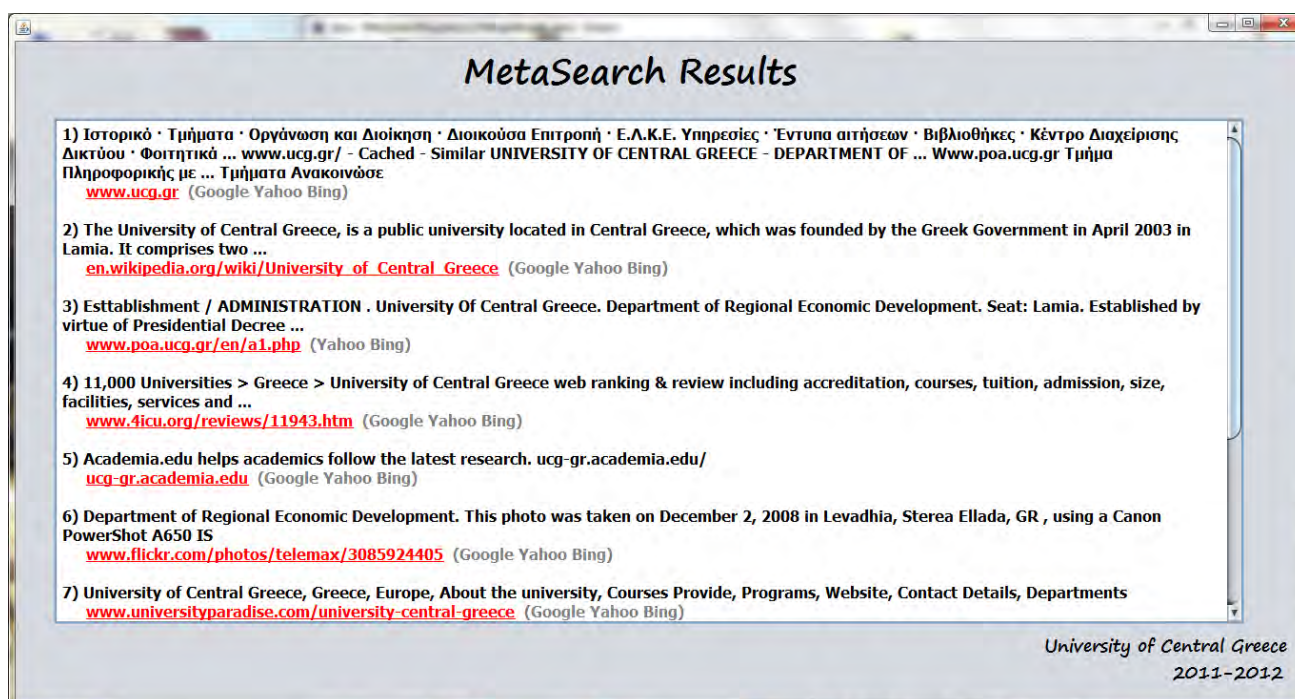 MetaSearch Results
1) Ιστορικό · Τμήματα · Οργάνωση και Διοίκηση · Διοικούσα Επιτροπή · Ε.Λ.Κ.Ε. Υπηρεσίες · Έντυπα αιτήσεων · Βιβλιοθήκες · Κέντρο Διαχείρισης
Δικτύου · Φοιτητικά ... www.ucg.gr/ - Cached - Similar UNIVERSITY OF CENTRAL GREECE - DEPARTMENT OF ... Www.poa.ucg.gr Τμήμα
Πληροφορικής με ... Τμήματα Ανακοινώσε
www.ucg.gr (Google Yahoo Bing)
2) The University of Central Greece, is a public university located in Central Greece, which was founded by the Greek Government in April 2003 in
Lamia. It comprises two ...
en.wikipedia.org/wiki/University_of_Central_Greece (Google Yahoo Bing)
3) Esttablishment / ADMINISTRATION . University Of Central Greece. Department of Regional Economic Development. Seat: Lamia. Established by
virtue of Presidential Decree ...
www.poa.ucg.gr/en/a1.php (Yahoo Bing)
4) 11,000 Universities > Greece > University of Central Greece web ranking & review including accreditation, courses, tuition, admission, size,
facilities, services and ...
www.4icu.org/reviews/11943.htm (Google Yahoo Bing)
5) Academia.edu helps academics follow the latest research. ucg-gr.academia.edu/
ucg-gr.academia.edu (Google Yahoo Bing)
6) Department of Regional Economic Development. This photo was taken on December 2, 2008 in Levadhia, Sterea Ellada, GR , using a Canon
PowerShot A650 IS
www.flickr.com/photos/telemax/3085924405 (Google Yahoo Bing)
7) University of Central Greece, Greece, Europe, About the university, Courses Provide, Programs, Website, Contact Details, Departments
www.universityparadise.com/university-central-greece (Google Yahoo Bing)
University of Central Greece
2011-2012